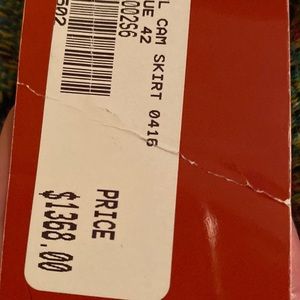 L CAM SKIRT 0416
UE 42
00256
502
PRICE
$1368.00